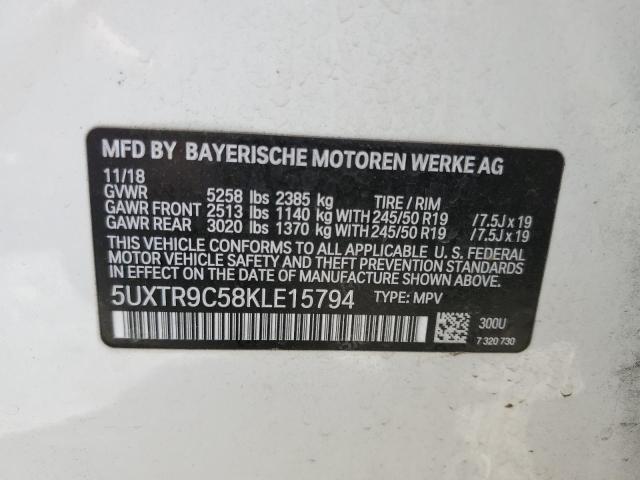 MFD BY BAYERISCHE MOTOREN WERKE AG
11/18
GVWR 5258 lbs 2385 kg TIRE / RIM
GAWR FRONT 2513 lbs 1140 kg WITH 245/50 R19 /7.5J x 19
GAWR REAR 3020 lbs 1370 kg WITH 245/50 R19 /7.5J x 19
THIS VEHICLE CONFORMS TO ALL APPLICABLE U. S. FEDERAL
MOTOR VEHICLE SAFETY, BUMPER, AND THEFT PREVENTION
STANDARDS IN EFFECT ON THE DATE OF MANUFACTURE SHOWN
ABOVE.
5UXTR9C58KLE15794 TYPE: MPV
300U
7 320 730